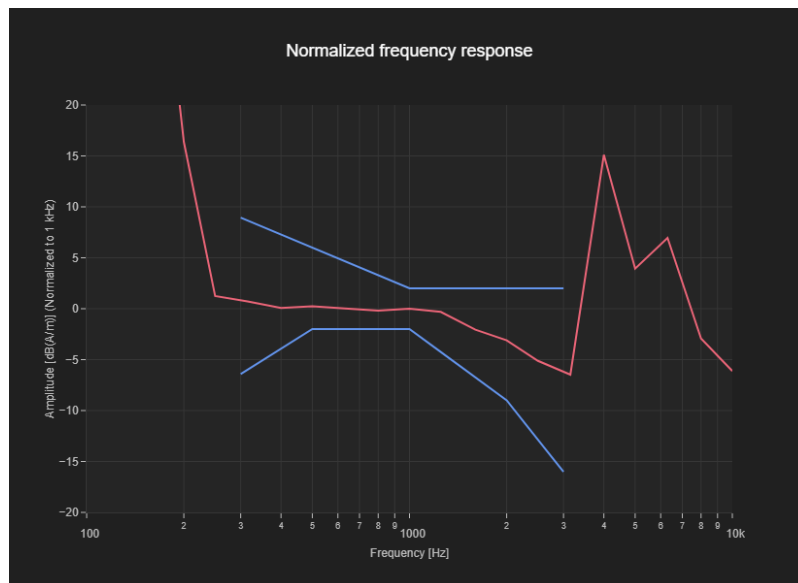 Normalized frequency response
Amplitude [dB(A/m)] (Normalized to 1 kHz)
20
15
10
5
0
−5
−10
−15
−20
100 2 3 4 5 6 7 8 9 1000 2 3 4 5 6 7 8 9 10k
Frequency [Hz]